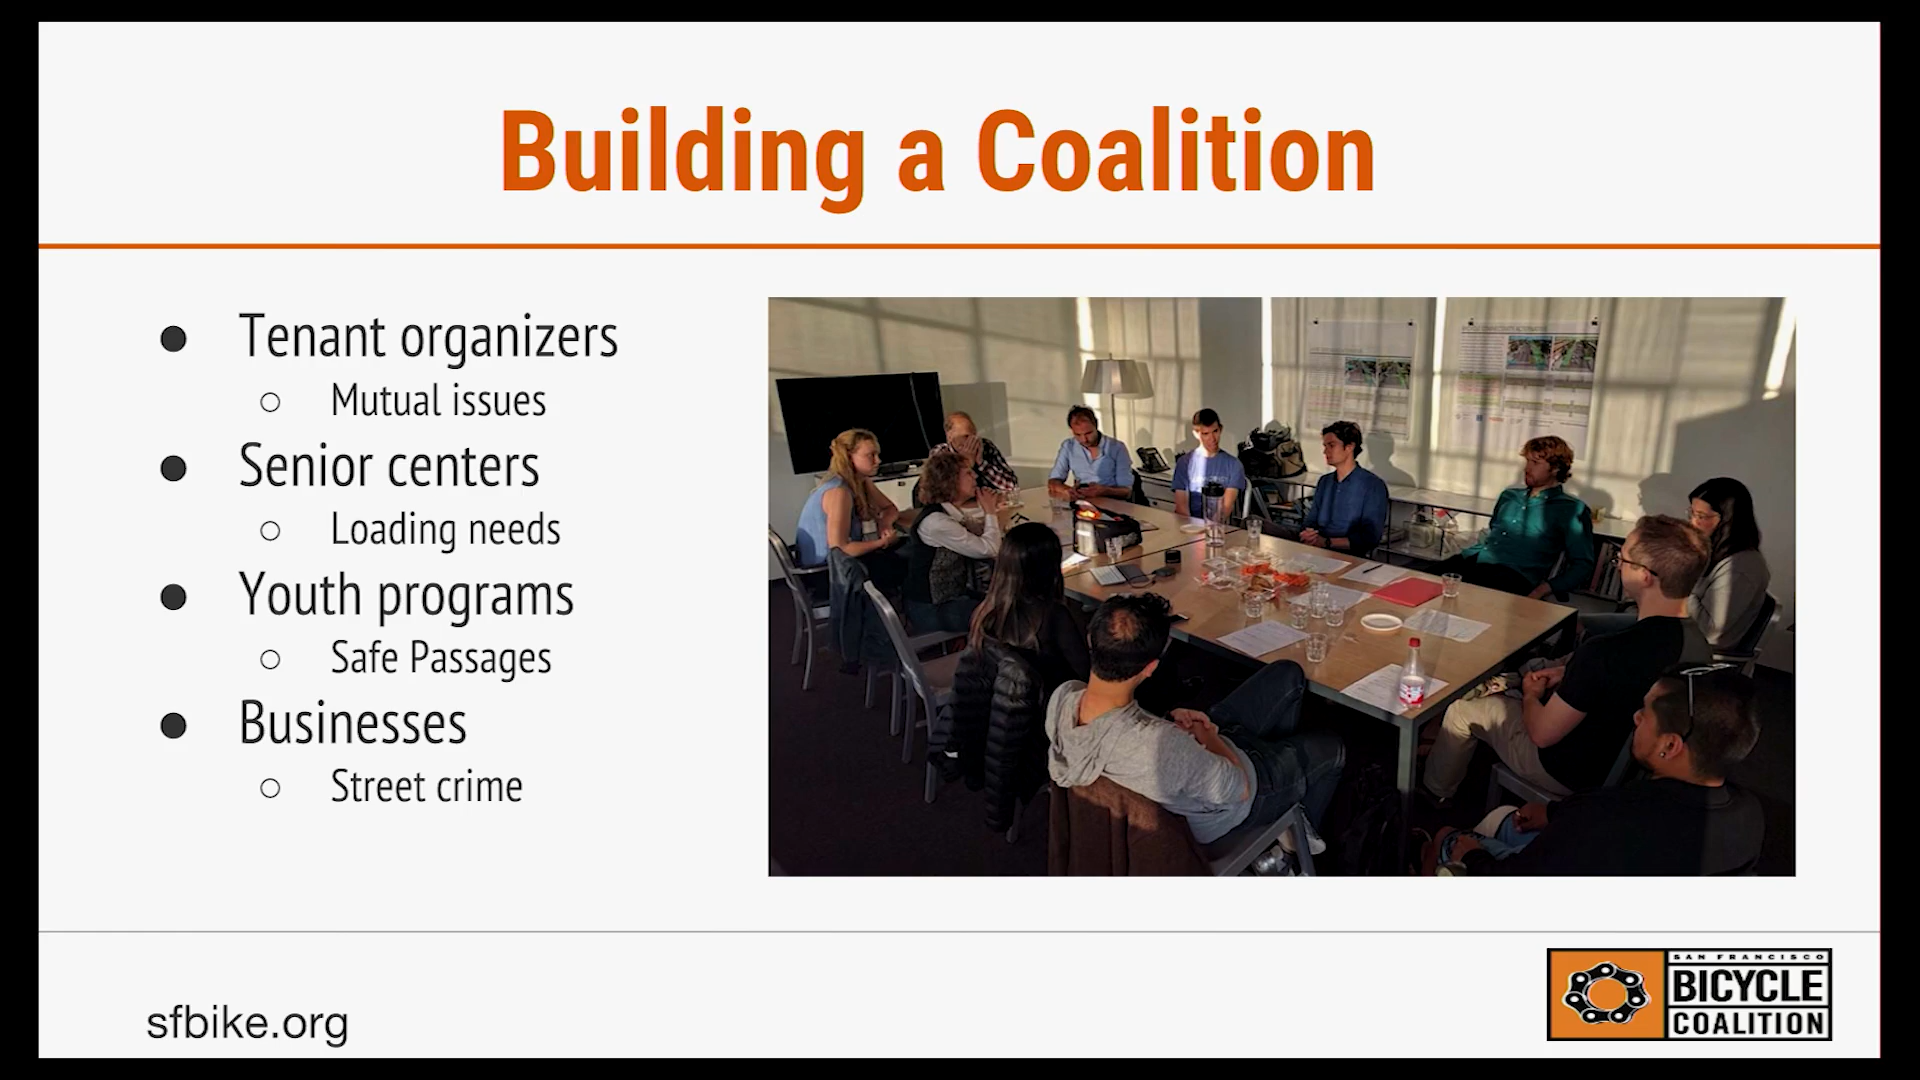 Building a Coalition
● Tenant organizers
○ Mutual issues
● Senior centers
○ Loading needs
● Youth programs
○ Safe Passages
● Businesses
○ Street crime
sfbike.org
SAN FRANCISCO
BICYCLE
COALITION